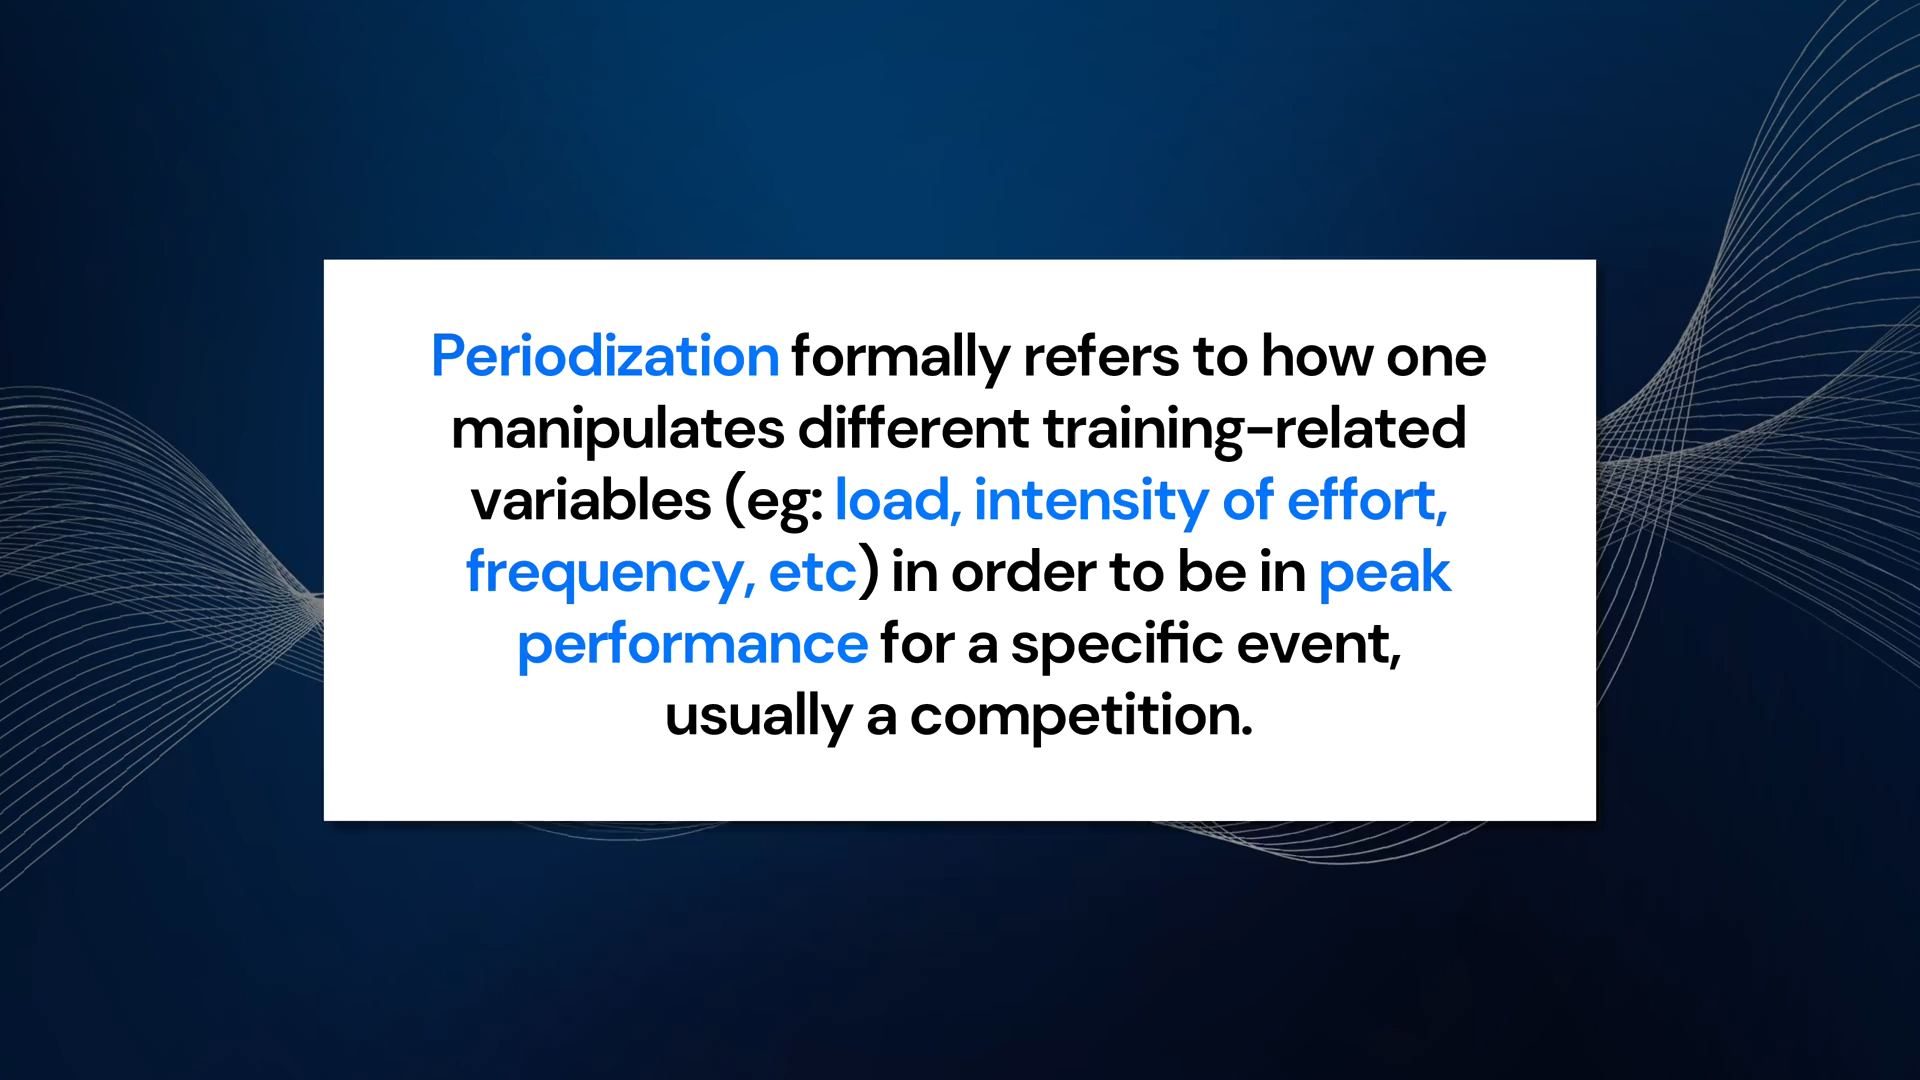 Periodization formally refers to how one
manipulates different training-related
variables (eg: load, intensity of effort,
frequency, etc) in order to be in peak
performance for a specific event,
usually a competition.